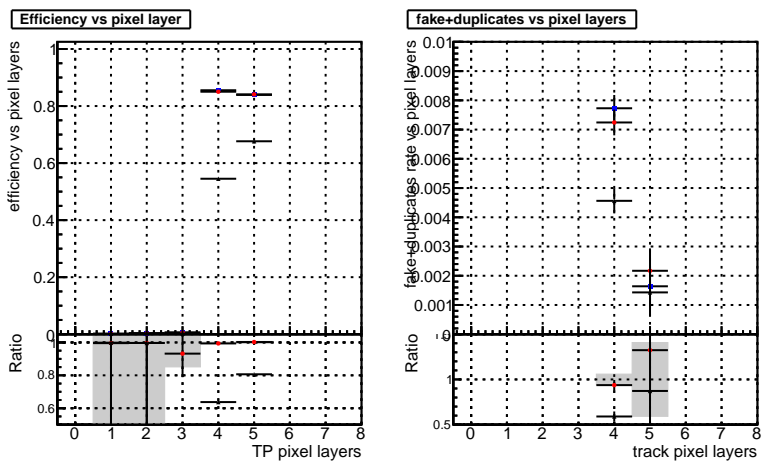 Efficiency vs pixel layer
efficiency vs pixel layers
1
0.8
0.6
0.4
0.2
0
Ratio
1
0.8
0.6
0 1 2 3 4 5 6 7 8
TP pixel layers
fake+duplicates vs pixel layers
fake+duplicates rate vs pixel layers
0.01
0.009
0.008
0.007
0.006
0.005
0.004
0.003
0.002
0.001
Ratio
1
0.5
0 1 2 3 4 5 6 7 8
track pixel layers